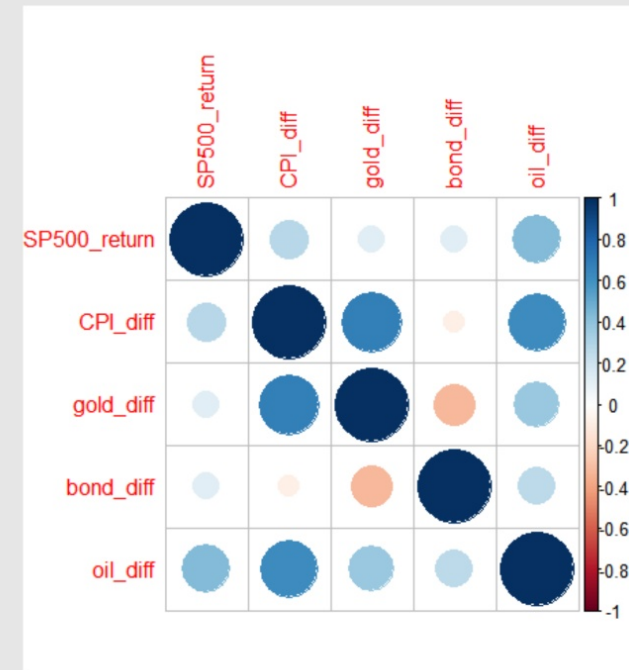 SP500_return
CPI_diff
gold_diff
bond_diff
oil_diff
SP500_return
CPI_diff
gold_diff
bond_diff
oil_diff
1
0.8
0.6
0.4
0.2
0
-0.2
-0.4
-0.6
-0.8
-1